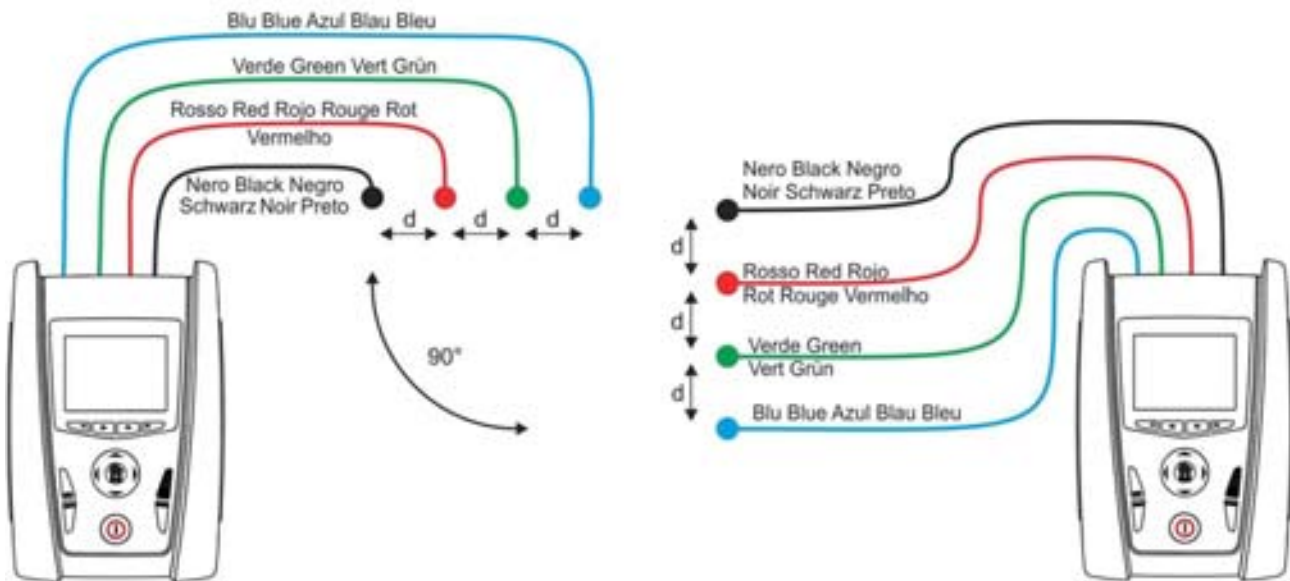 Blu Blue Azul Blau Bleu
Verde Green Vert Grün
Rosso Red Rojo Rouge Rot
Vermelho
Nero Black Negro
Schwarz Noir Preto
d d d
90°
Nero Black Negro
Noir Schwarz Preto
d
Rosso Red Rojo
Rot Rouge Vermelho
d
Verde Green
Vert Grün
d
Blu Blue Azul Blau Bleu